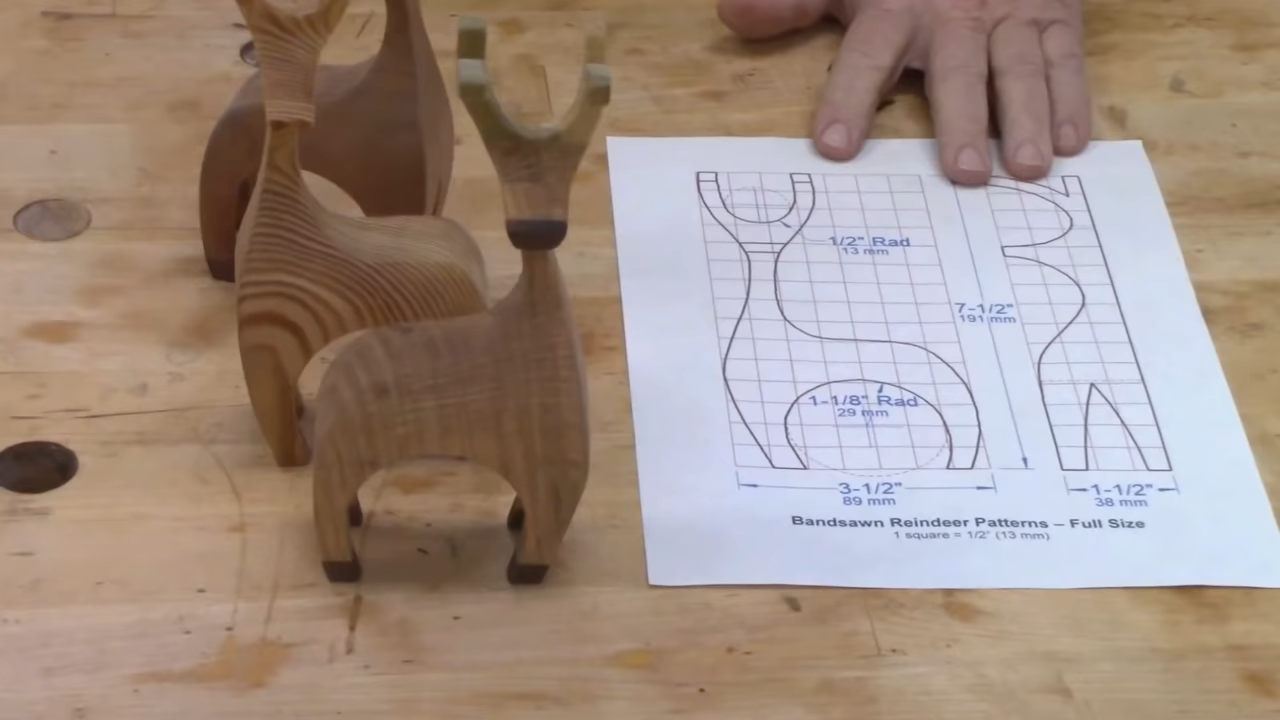 1/2" Rad
13 mm
7-1/2"
191 mm
1-1/8" Rad
29 mm
3-1/2"
89 mm
1-1/2"
38 mm
Bandsawn Reindeer Patterns – Full Size
1 square = 1/2" (13 mm)